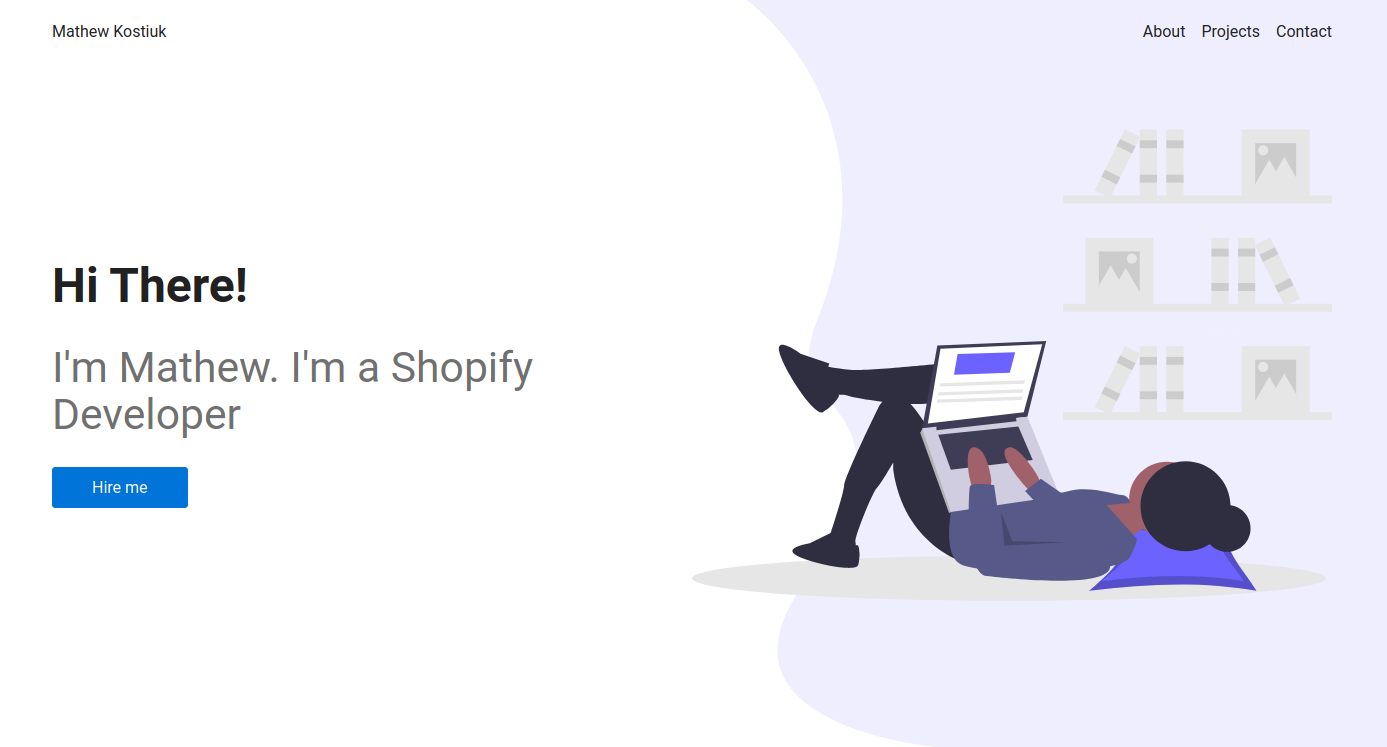 Mathew Kostiuk
About Projects Contact
Hi There!
I'm Mathew. I'm a Shopify
Developer
Hire me